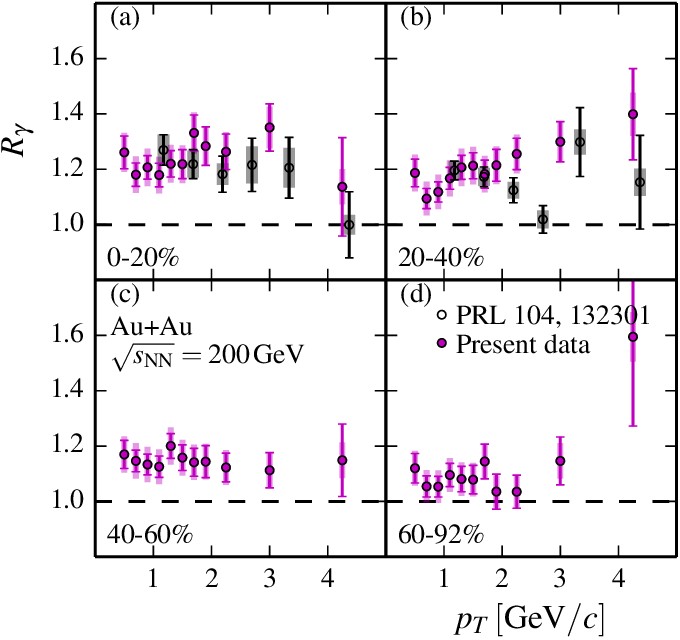 (a)
(b)
1.6
1.4
1.2
1.0
Rγ
0-20%
20-40%
(c)
(d)
Au+Au
√sNN = 200 GeV
PRL 104, 132301
Present data
1.6
1.4
1.2
1.0
40-60%
60-92%
1 2 3 4
1 2 3 4
pT [GeV/c]